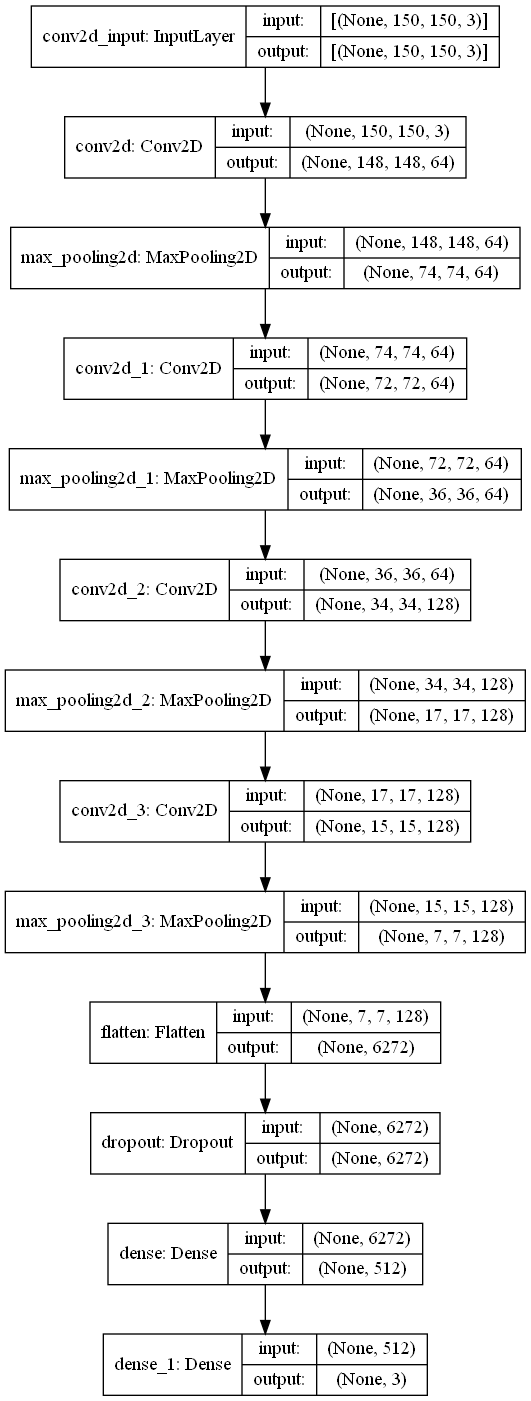 conv2d_input: InputLayer
input: [(None, 150, 150, 3)]
output: [(None, 150, 150, 3)]
conv2d: Conv2D
input: (None, 150, 150, 3)
output: (None, 148, 148, 64)
max_pooling2d: MaxPooling2D
input: (None, 148, 148, 64)
output: (None, 74, 74, 64)
conv2d_1: Conv2D
input: (None, 74, 74, 64)
output: (None, 72, 72, 64)
max_pooling2d_1: MaxPooling2D
input: (None, 72, 72, 64)
output: (None, 36, 36, 64)
conv2d_2: Conv2D
input: (None, 36, 36, 64)
output: (None, 34, 34, 128)
max_pooling2d_2: MaxPooling2D
input: (None, 34, 34, 128)
output: (None, 17, 17, 128)
conv2d_3: Conv2D
input: (None, 17, 17, 128)
output: (None, 15, 15, 128)
max_pooling2d_3: MaxPooling2D
input: (None, 15, 15, 128)
output: (None, 7, 7, 128)
flatten: Flatten
input: (None, 7, 7, 128)
output: (None, 6272)
dropout: Dropout
input: (None, 6272)
output: (None, 6272)
dense: Dense
input: (None, 6272)
output: (None, 512)
dense_1: Dense
input: (None, 512)
output: (None, 3)